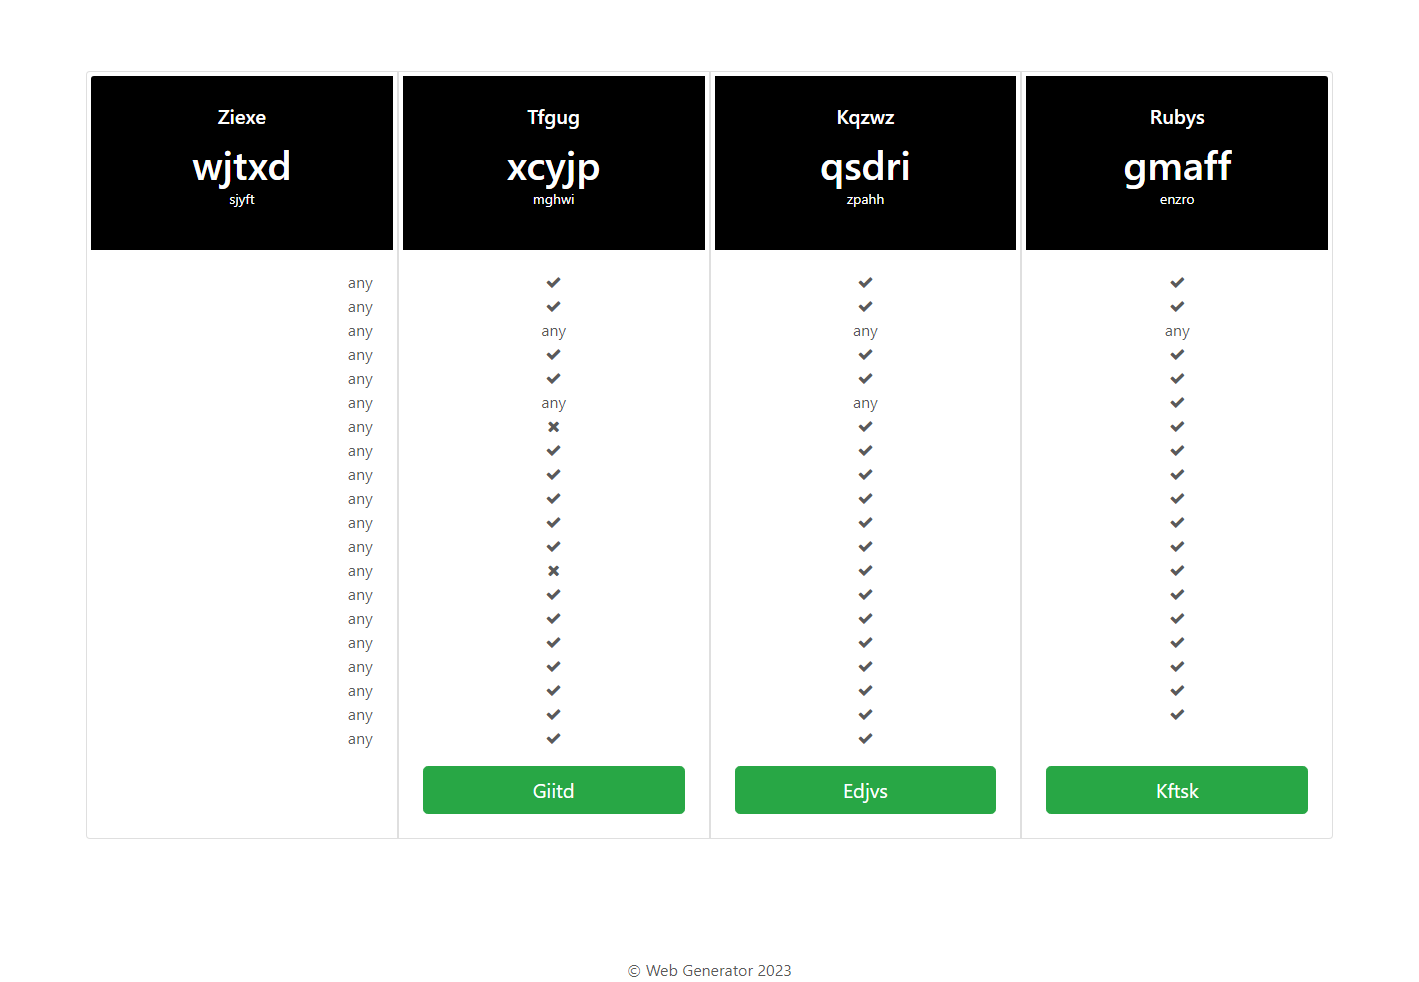 Ziexe Tfgug Kqzwz Rubys
wjtxd xcyjp qsdri gmaff
sjyft mghwi zpahh enzro
any ✔ ✔ ✔
any ✔ ✔ ✔
any any any any
any ✔ ✔ ✔
any ✔ ✔ ✔
any any any ✔
any ✖ ✔ ✔
any ✔ ✔ ✔
any ✔ ✔ ✔
any ✔ ✔ ✔
any ✔ ✔ ✔
any ✔ ✔ ✔
any ✖ ✔ ✔
any ✔ ✔ ✔
any ✔ ✔ ✔
any ✔ ✔ ✔
any ✔ ✔ ✔
any ✔ ✔ ✔
any ✔ ✔ ✔
any ✔ ✔
Giitd Edjvs Kftsk
© Web Generator 2023